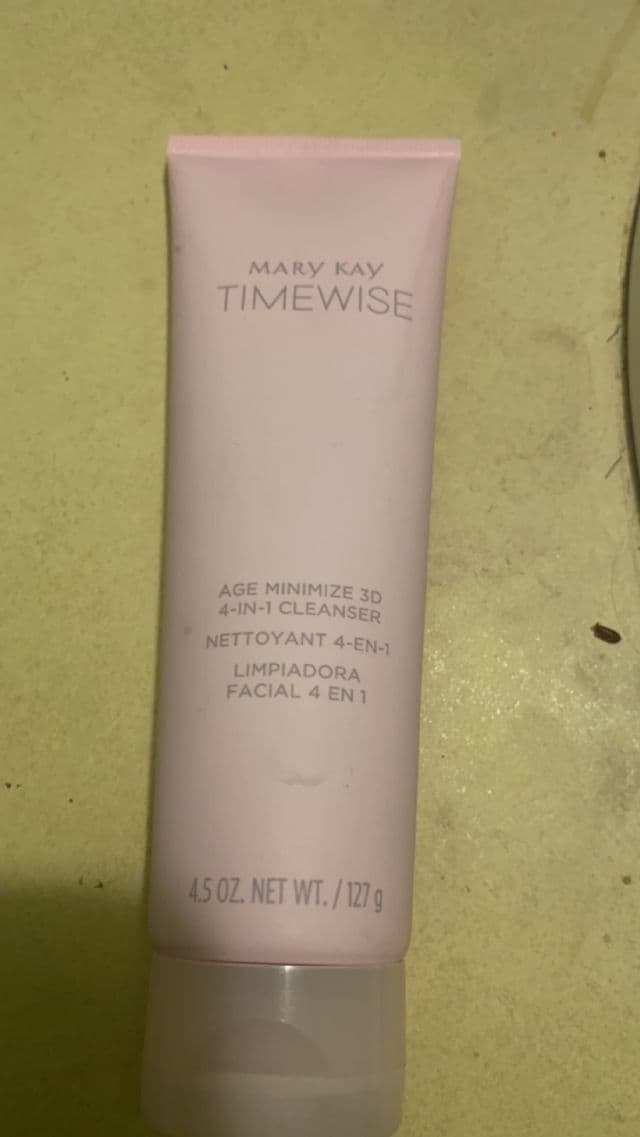 MARY KAY
TIMEWISE
AGE MINIMIZE 3D
4-IN-1 CLEANSER
NETTOYANT 4-EN-1
LIMPIADORA
FACIAL 4 EN 1
4.5 OZ. NET WT. / 127 g